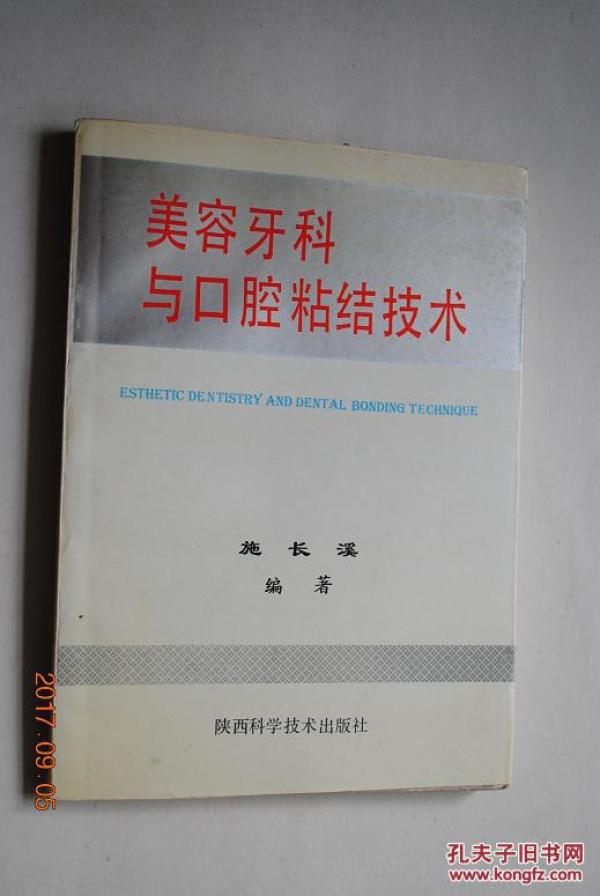 美容牙科
与口腔粘结技术
ESTHETIC DENTISTRY AND DENTAL BONDING TECHNIQUE
施长溪
编著
陕西科学技术出版社
2017.09.05
孔夫子旧书网
www.kongfz.com